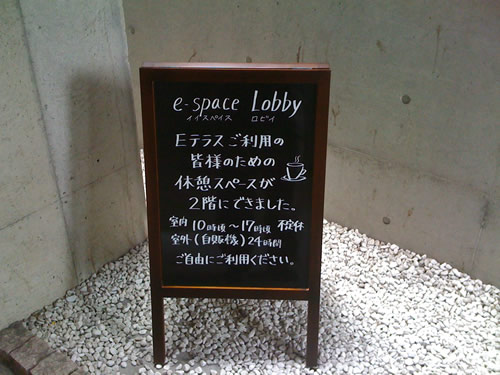 e-space Lobby
イイスペイス ロビイ
Eテラスご利用の
皆様のための
休憩スペースが
2階にできました。
室内 10時頃〜17時頃 不定休
室外(自販機)24時間
ご自由にご利用ください。